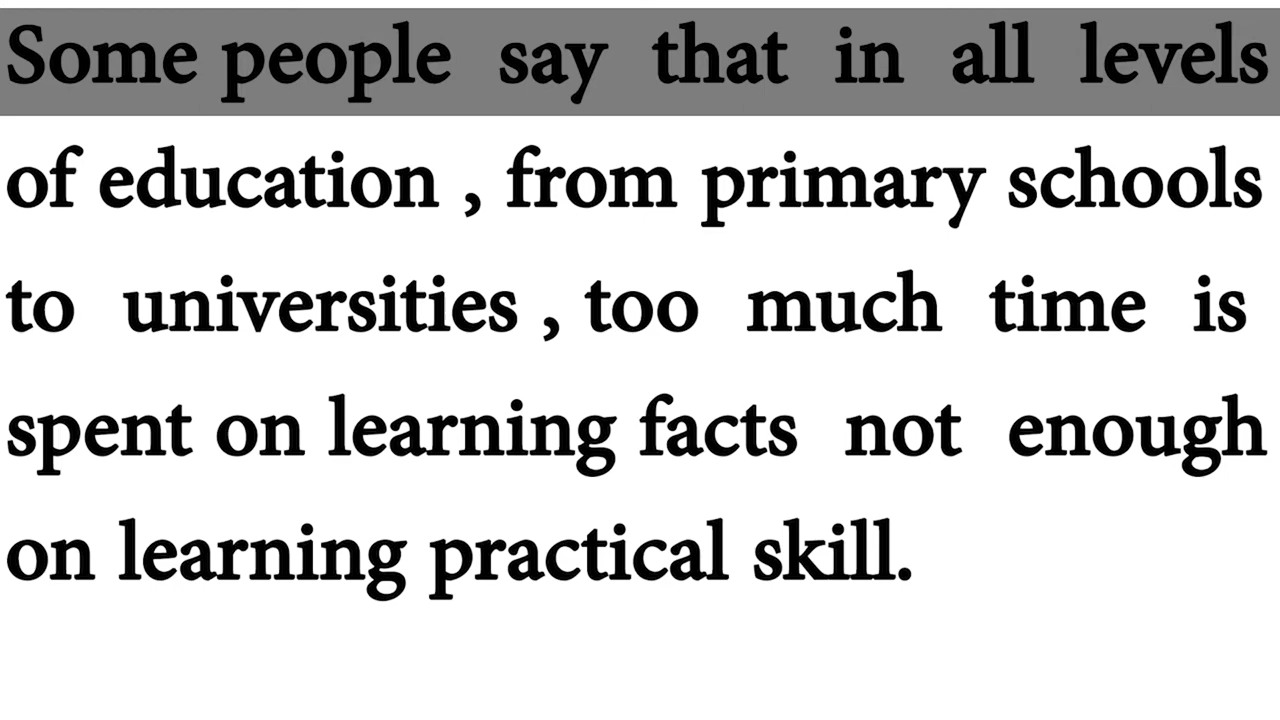 Some people say that in all levels
of education , from primary schools
to universities , too much time is
spent on learning facts not enough
on learning practical skill.